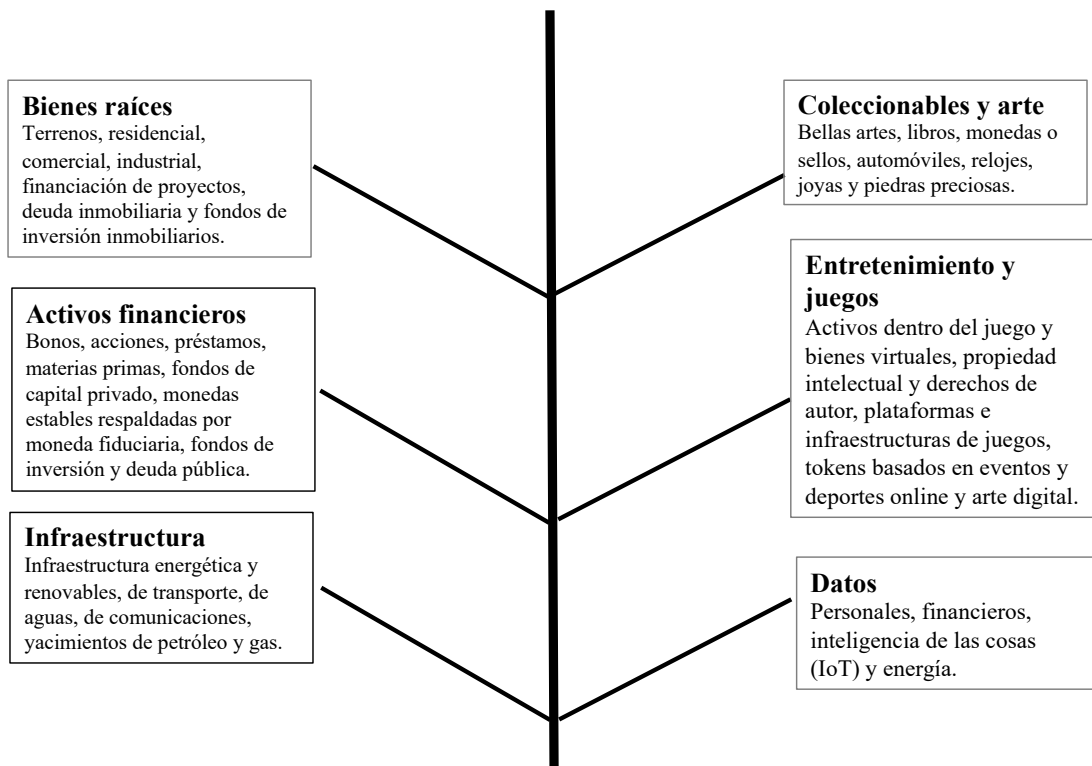 Bienes raíces
Terrenos, residencial,
comercial, industrial,
financiación de proyectos,
deuda inmobiliaria y fondos de
inversión inmobiliarios.
Activos financieros
Bonos, acciones, préstamos,
materias primas, fondos de
capital privado, monedas
estables respaldadas por
moneda fiduciaria, fondos de
inversión y deuda pública.
Infraestructura
Infraestructura energética y
renovables, de transporte, de
aguas, de comunicaciones,
yacimientos de petróleo y gas.
Coleccionables y arte
Bellas artes, libros, monedas o
sellos, automóviles, relojes,
joyas y piedras preciosas.
Entretenimiento y
juegos
Activos dentro del juego y
bienes virtuales, propiedad
intelectual y derechos de
autor, plataformas e
infraestructuras de juegos,
tokens basados en eventos y
deportes online y arte digital.
Datos
Personales, financieros,
inteligencia de las cosas
(IoT) y energía.